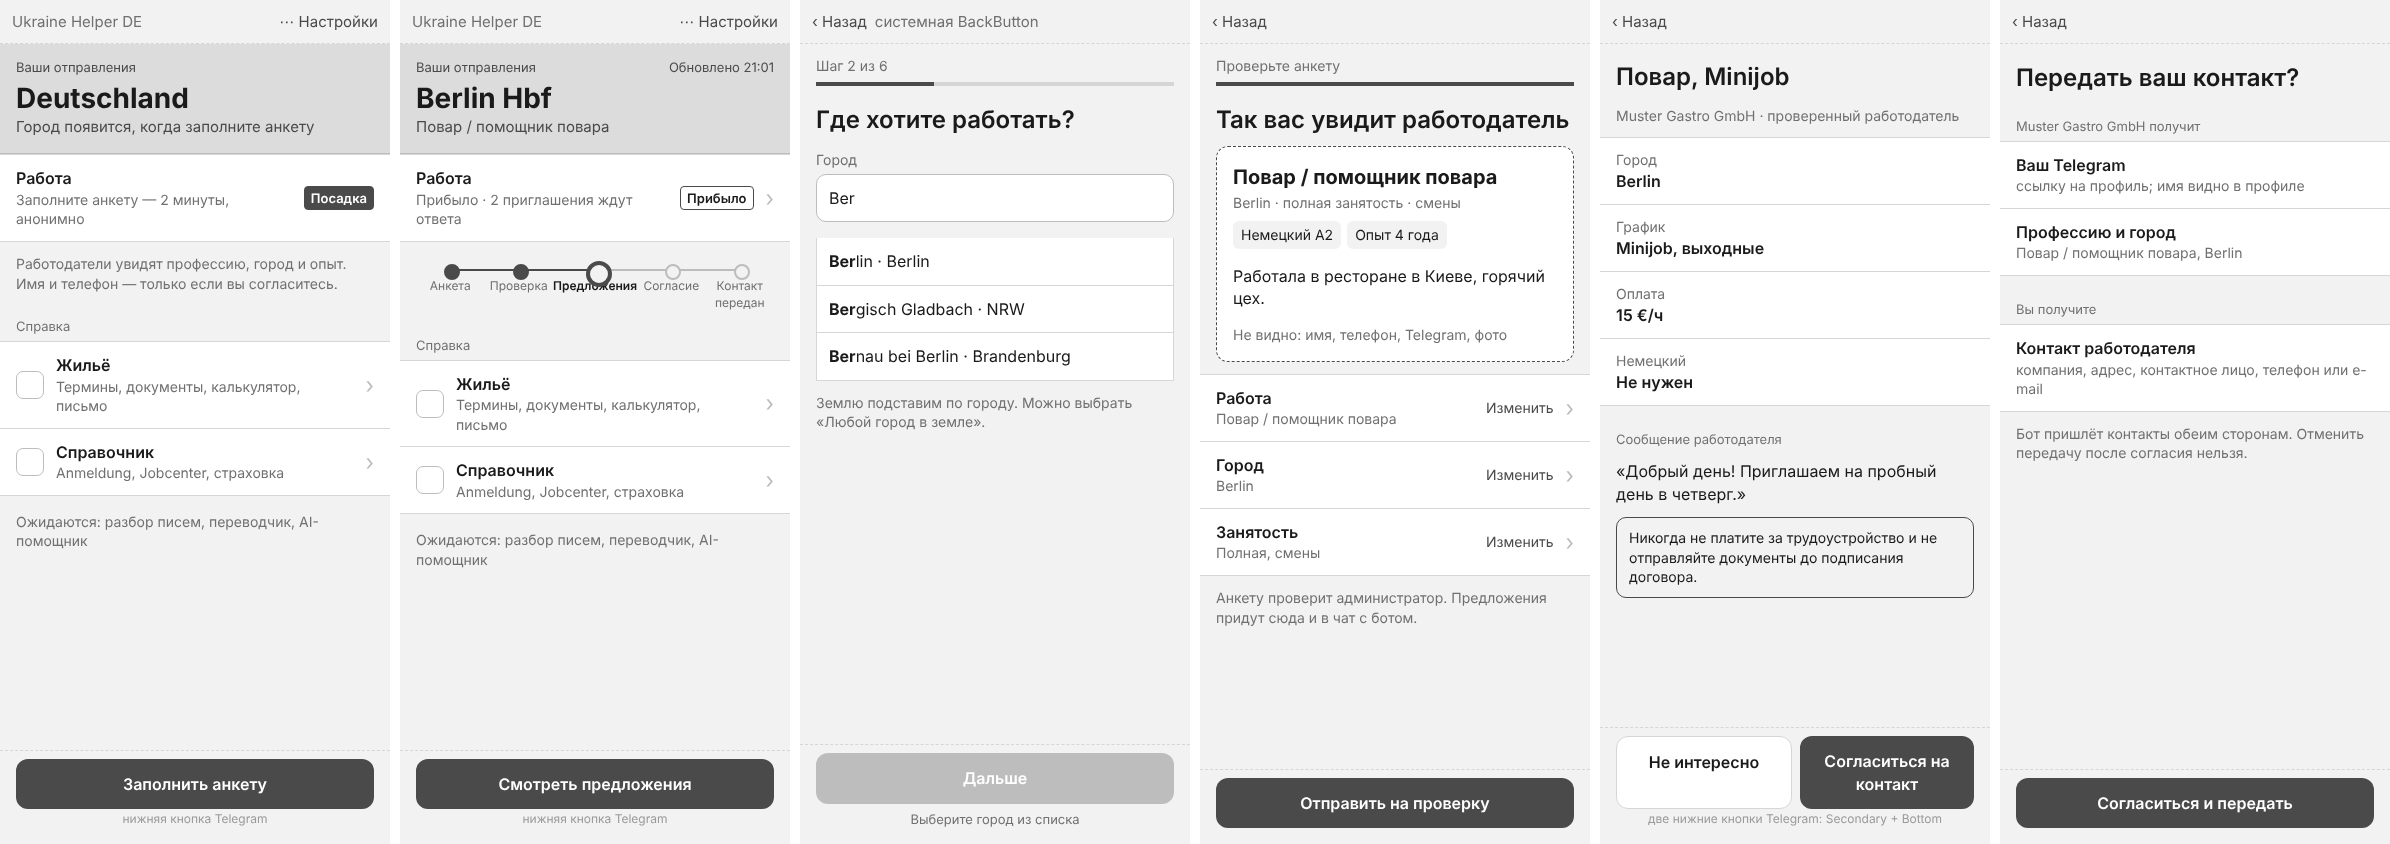 Ukraine Helper DE
··· Настройки
Ваши отправления
Deutschland
Город появится, когда заполните анкету
Работа
Заполните анкету — 2 минуты,
анонимно
Посадка
Работодатели увидят профессию, город и опыт.
Имя и телефон — только если вы согласитесь.
Справка
Жильё
Термины, документы, калькулятор,
письмо
Справочник
Anmeldung, Jobcenter, страховка
Ожидаются: разбор писем, переводчик, AI-
помощник
Заполнить анкету
нижняя кнопка Telegram
Ukraine Helper DE
··· Настройки
Ваши отправления
Обновлено 21:01
Berlin Hbf
Повар / помощник повара
Работа
Прибыло · 2 приглашения ждут
ответа
Прибыло
Анкета
Проверка
Предложения
Согласие
Контакт
передан
Справка
Жильё
Термины, документы, калькулятор,
письмо
Справочник
Anmeldung, Jobcenter, страховка
Ожидаются: разбор писем, переводчик, AI-
помощник
Смотреть предложения
нижняя кнопка Telegram
‹ Назад системная BackButton
Шаг 2 из 6
Где хотите работать?
Город
Ber
Berlin · Berlin
Bergisch Gladbach · NRW
Bernau bei Berlin · Brandenburg
Землю подставим по городу. Можно выбрать
«Любой город в земле».
Дальше
Выберите город из списка
‹ Назад
Проверьте анкету
Так вас увидит работодатель
Повар / помощник повара
Berlin · полная занятость · смены
Немецкий A2
Опыт 4 года
Работала в ресторане в Киеве, горячий
цех.
Не видно: имя, телефон, Telegram, фото
Работа
Повар / помощник повара
Изменить
Город
Berlin
Изменить
Занятость
Полная, смены
Изменить
Анкету проверит администратор. Предложения
придут сюда и в чат с ботом.
Отправить на проверку
‹ Назад
Повар, Minijob
Muster Gastro GmbH · проверенный работодатель
Город
Berlin
График
Minijob, выходные
Оплата
15 €/ч
Немецкий
Не нужен
Сообщение работодателя
«Добрый день! Приглашаем на пробный
день в четверг.»
Никогда не платите за трудоустройство и не
отправляйте документы до подписания
договора.
Не интересно
Согласиться на
контакт
две нижние кнопки Telegram: Secondary + Bottom
‹ Назад
Передать ваш контакт?
Muster Gastro GmbH получит
Ваш Telegram
ссылку на профиль; имя видно в профиле
Профессию и город
Повар / помощник повара, Berlin
Вы получите
Контакт работодателя
компания, адрес, контактное лицо, телефон или e-
mail
Бот пришлёт контакты обеим сторонам. Отменить
передачу после согласия нельзя.
Согласиться и передать